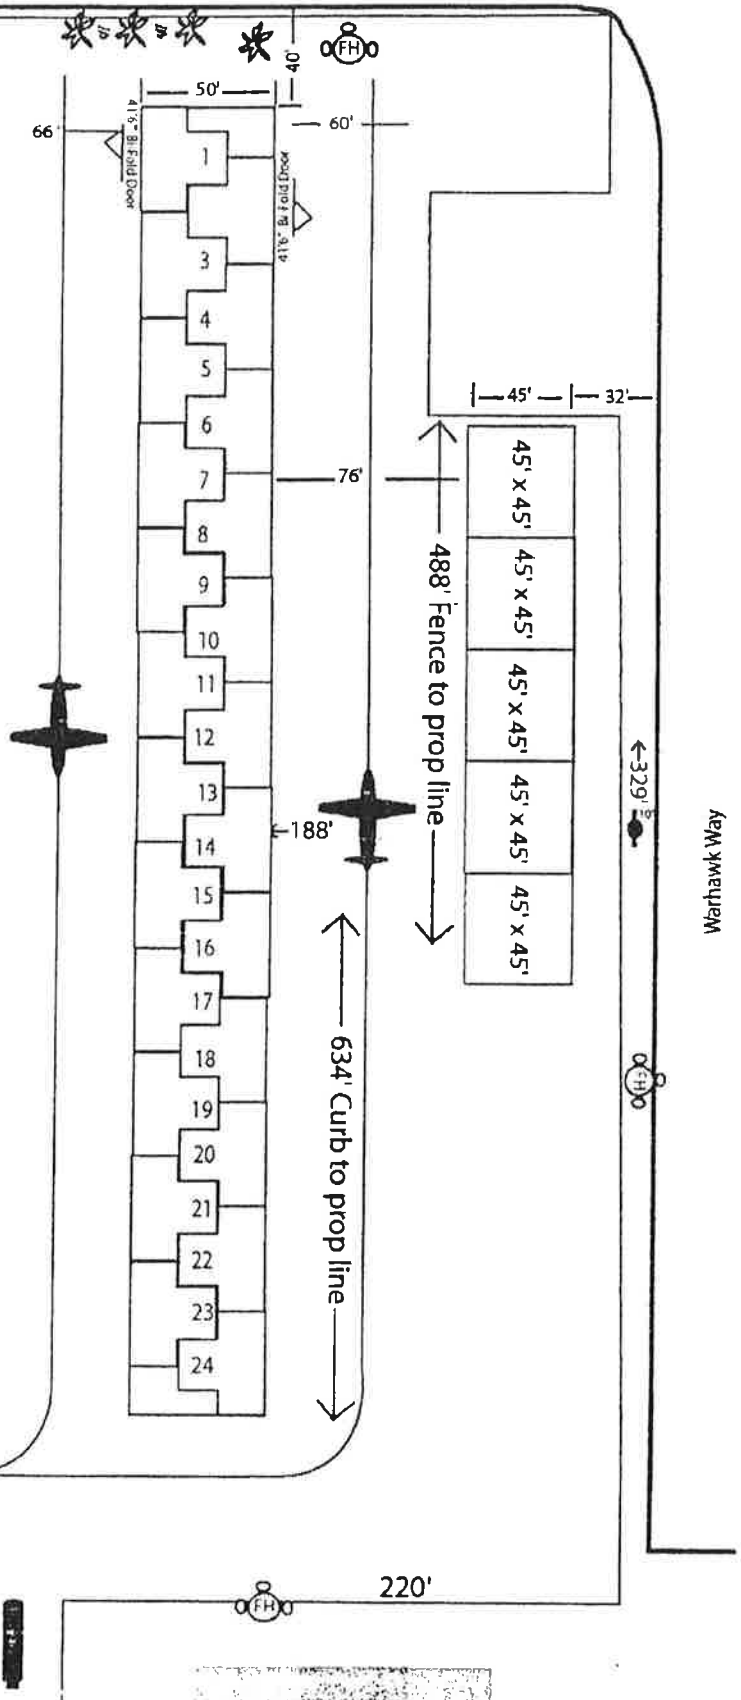 40'
FH
50'
60'
66'
41'6" Bi-Fold Door
41'6" Bi Fold Door
1
3
4
5
6
7
8
9
10
11
12
13
14
15
16
17
18
19
20
21
22
23
24
45'
32'
76'
45' x 45'
45' x 45'
45' x 45'
45' x 45'
45' x 45'
488' Fence to prop line
329'
188'
634' Curb to prop line
Warhawk Way
FH
220'
FH